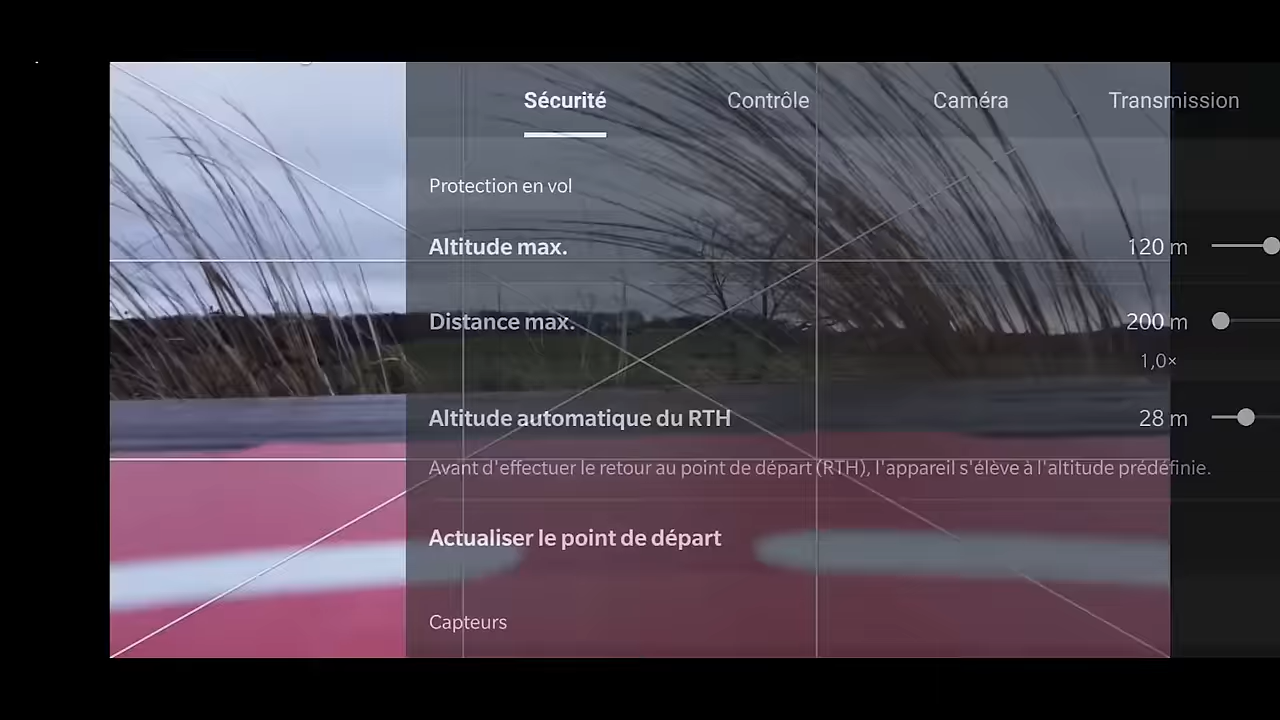 Sécurité Contrôle Caméra Transmission
Protection en vol
Altitude max. 120 m
Distance max. 200 m
1,0×
Altitude automatique du RTH 28 m
Avant d'effectuer le retour au point de départ (RTH), l'appareil s'élève à l'altitude prédéfinie.
Actualiser le point de départ
Capteurs